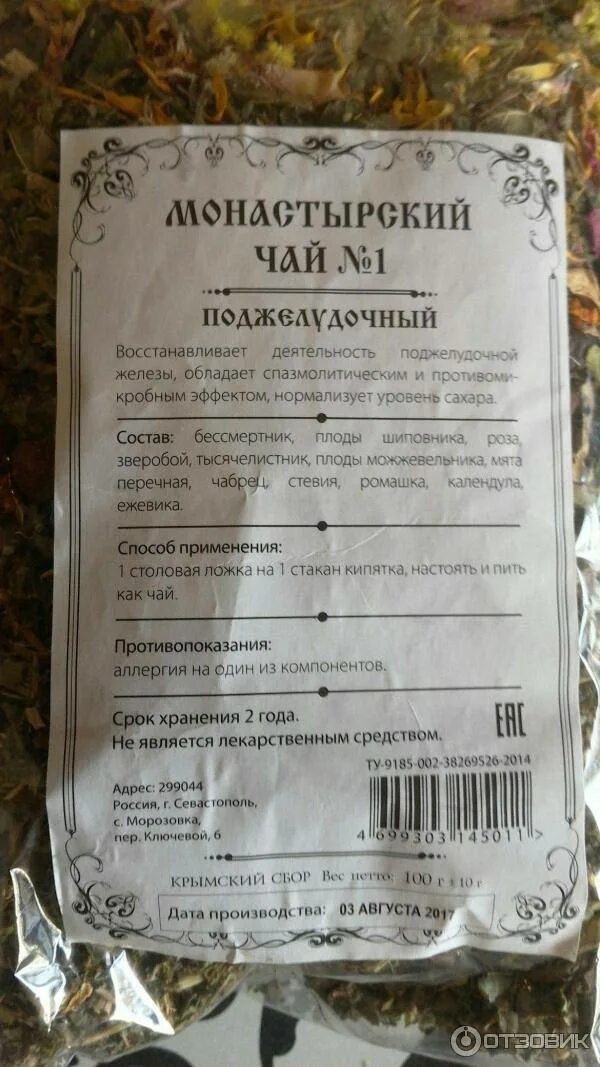 МОНАСТЫРСКИЙ
ЧАЙ №1
ПОДЖЕЛУДОЧНЫЙ
Восстанавливает деятельность поджелудочной
железы, обладает спазмолитическим и противоми-
кробным эффектом, нормализует уровень сахара.
Состав: бессмертник, плоды шиповника, роза,
зверобой, тысячелистник, плоды можжевельника, мята
перечная, чабрец, стевия, ромашка, календула,
ежевика.
Способ применения:
1 столовая ложка на 1 стакан кипятка, настоять и пить
как чай.
Противопоказания:
аллергия на один из компонентов.
Срок хранения 2 года.
Не является лекарственным средством.
EAC
ТУ-9185-002-38269526-2014
Адрес: 299044
Россия, г. Севастополь,
с. Морозовка,
пер. Ключевой, 6
4 699303 145011 >
КРЫМСКИЙ СБОР Вес нетто: 100 г ± 10 г
Дата производства: 03 АВГУСТА 2017
ОТЗОВИК